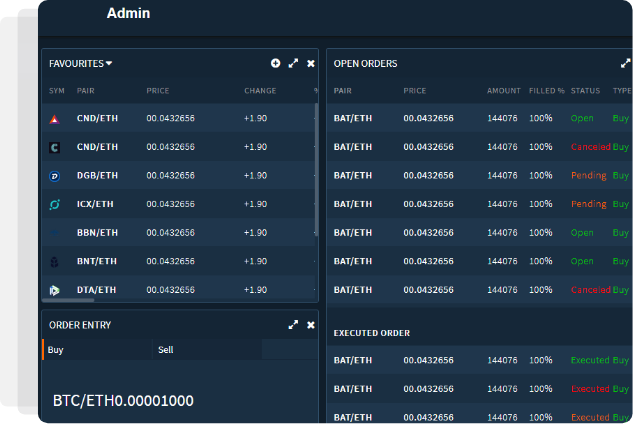 Admin
FAVOURITES
SYM PAIR PRICE CHANGE %
CND/ETH 00.0432656 +1.90
CND/ETH 00.0432656 +1.90
DGB/ETH 00.0432656 +1.90
ICX/ETH 00.0432656 +1.90
BBN/ETH 00.0432656 +1.90
BNT/ETH 00.0432656 +1.90
DTA/ETH 00.0432656 +1.90
ORDER ENTRY
Buy Sell
BTC/ETH0.00001000
OPEN ORDERS
PAIR PRICE AMOUNT FILLED % STATUS TYPE
BAT/ETH 00.0432656 144076 100% Open Buy
BAT/ETH 00.0432656 144076 100% Canceled Buy
BAT/ETH 00.0432656 144076 100% Pending Buy
BAT/ETH 00.0432656 144076 100% Pending Buy
BAT/ETH 00.0432656 144076 100% Open Buy
BAT/ETH 00.0432656 144076 100% Open Buy
BAT/ETH 00.0432656 144076 100% Canceled Buy
EXECUTED ORDER
BAT/ETH 00.0432656 144076 100% Executed Buy
BAT/ETH 00.0432656 144076 100% Executed Buy
BAT/ETH 00.0432656 144076 100% Executed Buy